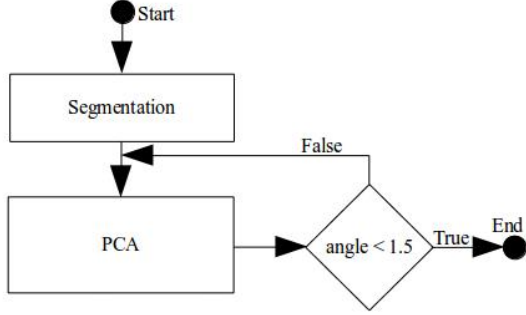 Start
Segmentation
False
PCA
angle < 1.5
True
End